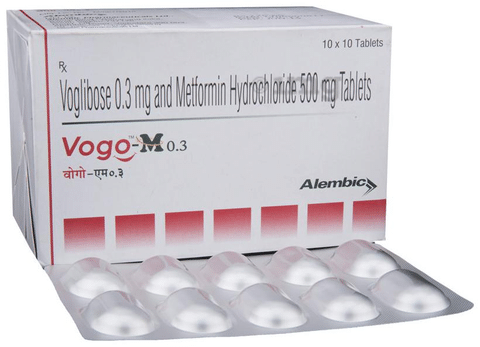 10 x 10 Tablets
Rx
Voglibose 0.3 mg and Metformin Hydrochloride 500 mg Tablets
Vogo-M 0.3
वोगो-एम ०.३
Alembic